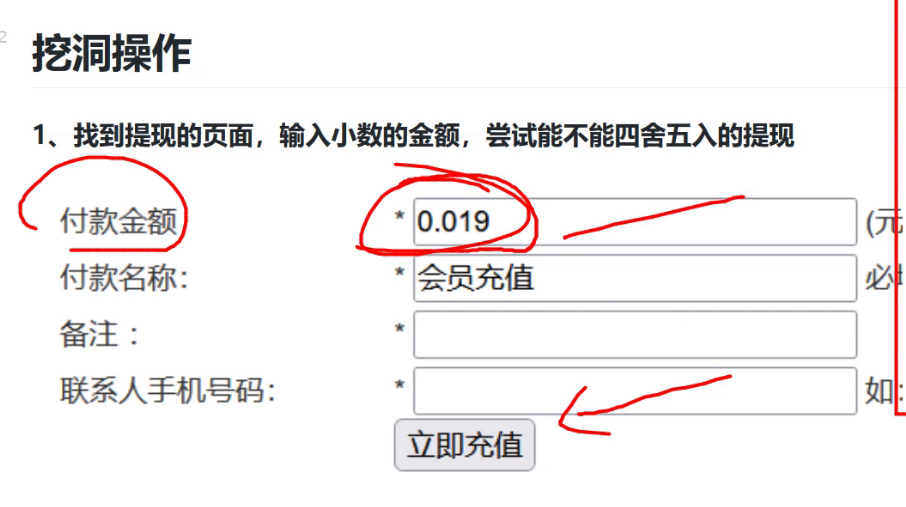 2
挖洞操作
1、找到提现的页面，输入小数的金额，尝试能不能四舍五入的提现
付款金额 * 0.019 (元
付款名称: * 会员充值 必
备注： *
联系人手机号码: * 如:
立即充值